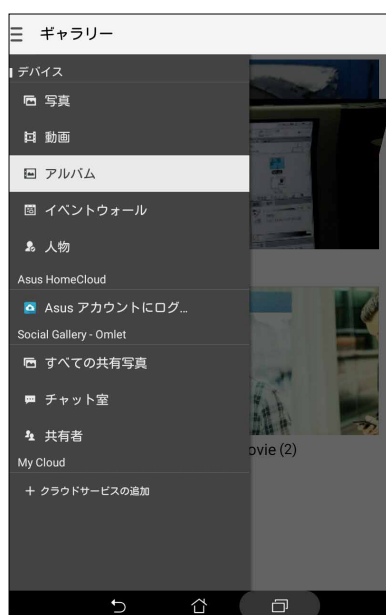 ギャラリー
デバイス
写真
動画
アルバム
イベントウォール
人物
Asus HomeCloud
Asus アカウントにログ...
Social Gallery - Omlet
すべての共有写真
チャット室
共有者
ovie (2)
My Cloud
+ クラウドサービスの追加